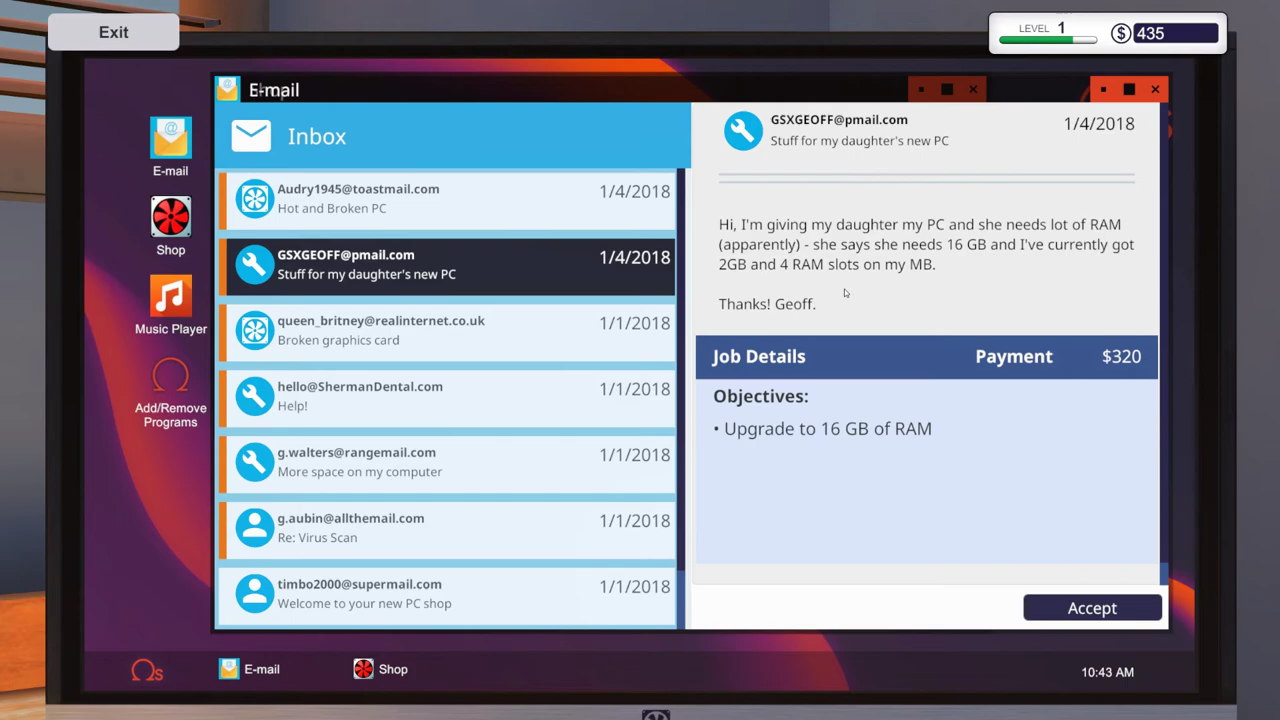 Exit
LEVEL 1
$ 435
E-mail
Inbox
Audry1945@toastmail.com 1/4/2018
Hot and Broken PC
GSXGEOFF@pmail.com 1/4/2018
Stuff for my daughter's new PC
queen_britney@realinternet.co.uk 1/1/2018
Broken graphics card
hello@ShermanDental.com 1/1/2018
Help!
g.walters@rangemail.com 1/1/2018
More space on my computer
g.aubin@allthemail.com 1/1/2018
Re: Virus Scan
timbo2000@supermail.com 1/1/2018
Welcome to your new PC shop
GSXGEOFF@pmail.com 1/4/2018
Stuff for my daughter's new PC
Hi, I'm giving my daughter my PC and she needs lot of RAM
(apparently) - she says she needs 16 GB and I've currently got
2GB and 4 RAM slots on my MB.
Thanks! Geoff.
Job Details Payment $320
Objectives:
• Upgrade to 16 GB of RAM
Accept
E-mail
Shop
Music Player
Add/Remove
Programs
Ωs
E-mail
Shop
10:43 AM